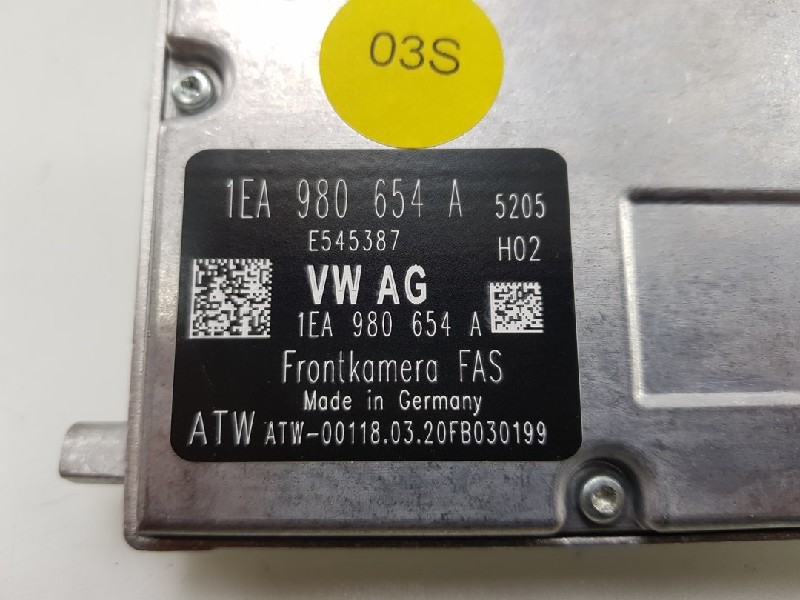 03S
1EA 980 654 A 5205
E545387 H02
VW AG
1EA 980 654 A
Frontkamera FAS
Made in Germany
ATW ATW-00118.03.20FB030199